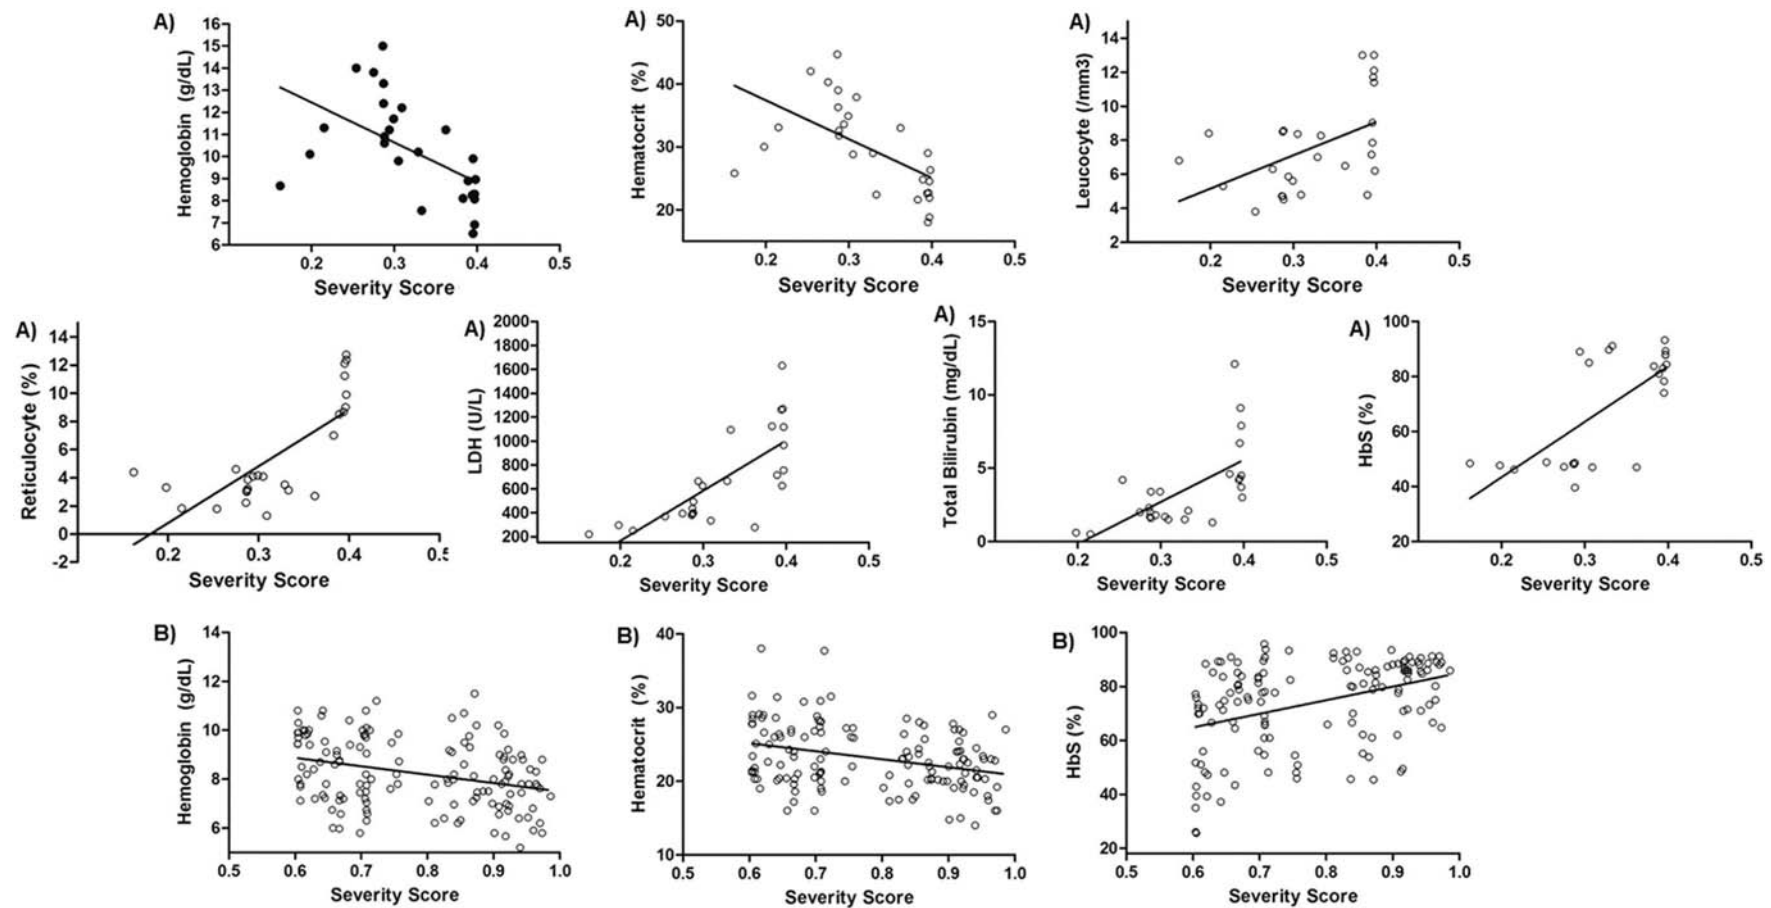 A)
Hemoglobin (g/dL)
16
15
14
13
12
11
10
9
8
7
6
0.2 0.3 0.4 0.5
Severity Score
A)
Hematocrit (%)
50
40
30
20
0.2 0.3 0.4 0.5
Severity Score
A)
Leucocyte (/mm3)
14
12
10
8
6
4
2
0.2 0.3 0.4 0.5
Severity Score
A)
Reticulocyte (%)
14
12
10
8
6
4
2
0
-2
0.2 0.3 0.4
Severity Score
A)
LDH (U/L)
2000
1800
1600
1400
1200
1000
800
600
400
200
0.2 0.3 0.4 0.5
Severity Score
A)
Total Bilirubin (mg/dL)
15
10
5
0
0.2 0.3 0.4 0.5
Severity Score
A)
HbS (%)
100
80
60
40
20
0.2 0.3 0.4 0.5
Severity Score
B)
Hemoglobin (g/dL)
14
12
10
8
6
0.5 0.6 0.7 0.8 0.9 1.0
Severity Score
B)
Hematocrit (%)
40
30
20
10
0.5 0.6 0.7 0.8 0.9 1.0
Severity Score
B)
HbS (%)
100
80
60
40
20
0.5 0.6 0.7 0.8 0.9 1.0
Severity Score